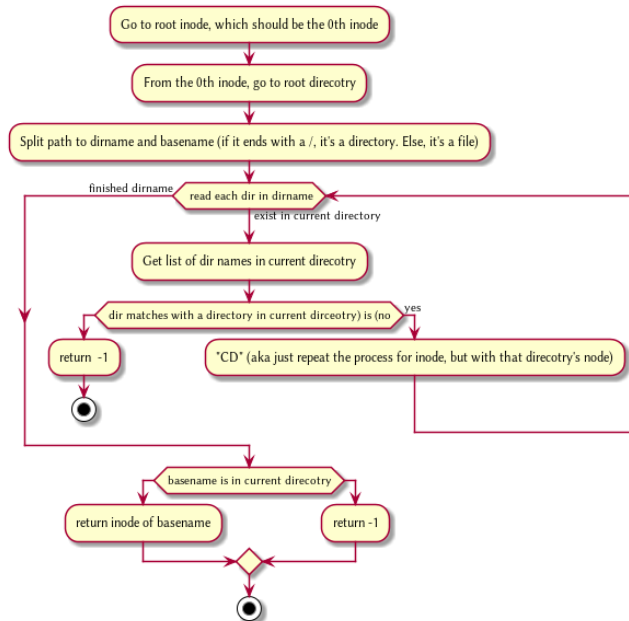 Go to root inode, which should be the 0th inode
From the 0th inode, go to root direcotry
Split path to dirname and basename (if it ends with a /, it's a directory. Else, it's a file)
finished dirname
read each dir in dirname
exist in current directory
Get list of dir names in current direcotry
dir matches with a directory in current dirceotry) is (no
yes
return -1
"CD" (aka just repeat the process for inode, but with that direcotry's node)
basename is in current direcotry
return inode of basename
return -1